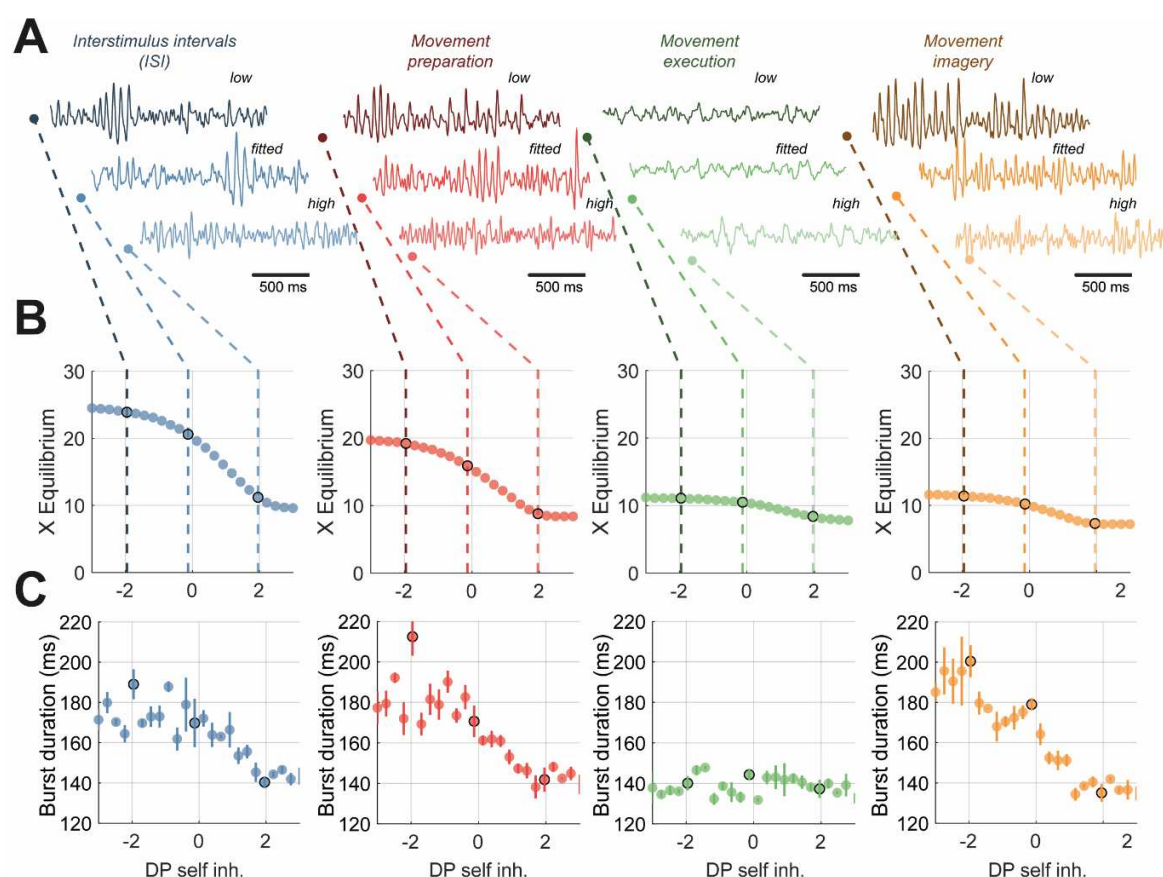 A
Interstimulus intervals
(ISI)
Movement
preparation
Movement
execution
Movement
imagery
low
low
low
low
fitted
fitted
fitted
fitted
high
high
high
high
500 ms
500 ms
500 ms
500 ms
B
X Equilibrium
30
20
10
0
-2
0
2
X Equilibrium
30
20
10
0
-2
0
2
X Equilibrium
30
20
10
0
-2
0
2
X Equilibrium
30
20
10
0
-2
0
2
C
Burst duration (ms)
220
200
180
160
140
120
-2
0
2
DP self inh.
Burst duration (ms)
220
200
180
160
140
120
-2
0
2
DP self inh.
Burst duration (ms)
220
200
180
160
140
120
-2
0
2
DP self inh.
Burst duration (ms)
220
200
180
160
140
120
-2
0
2
DP self inh.